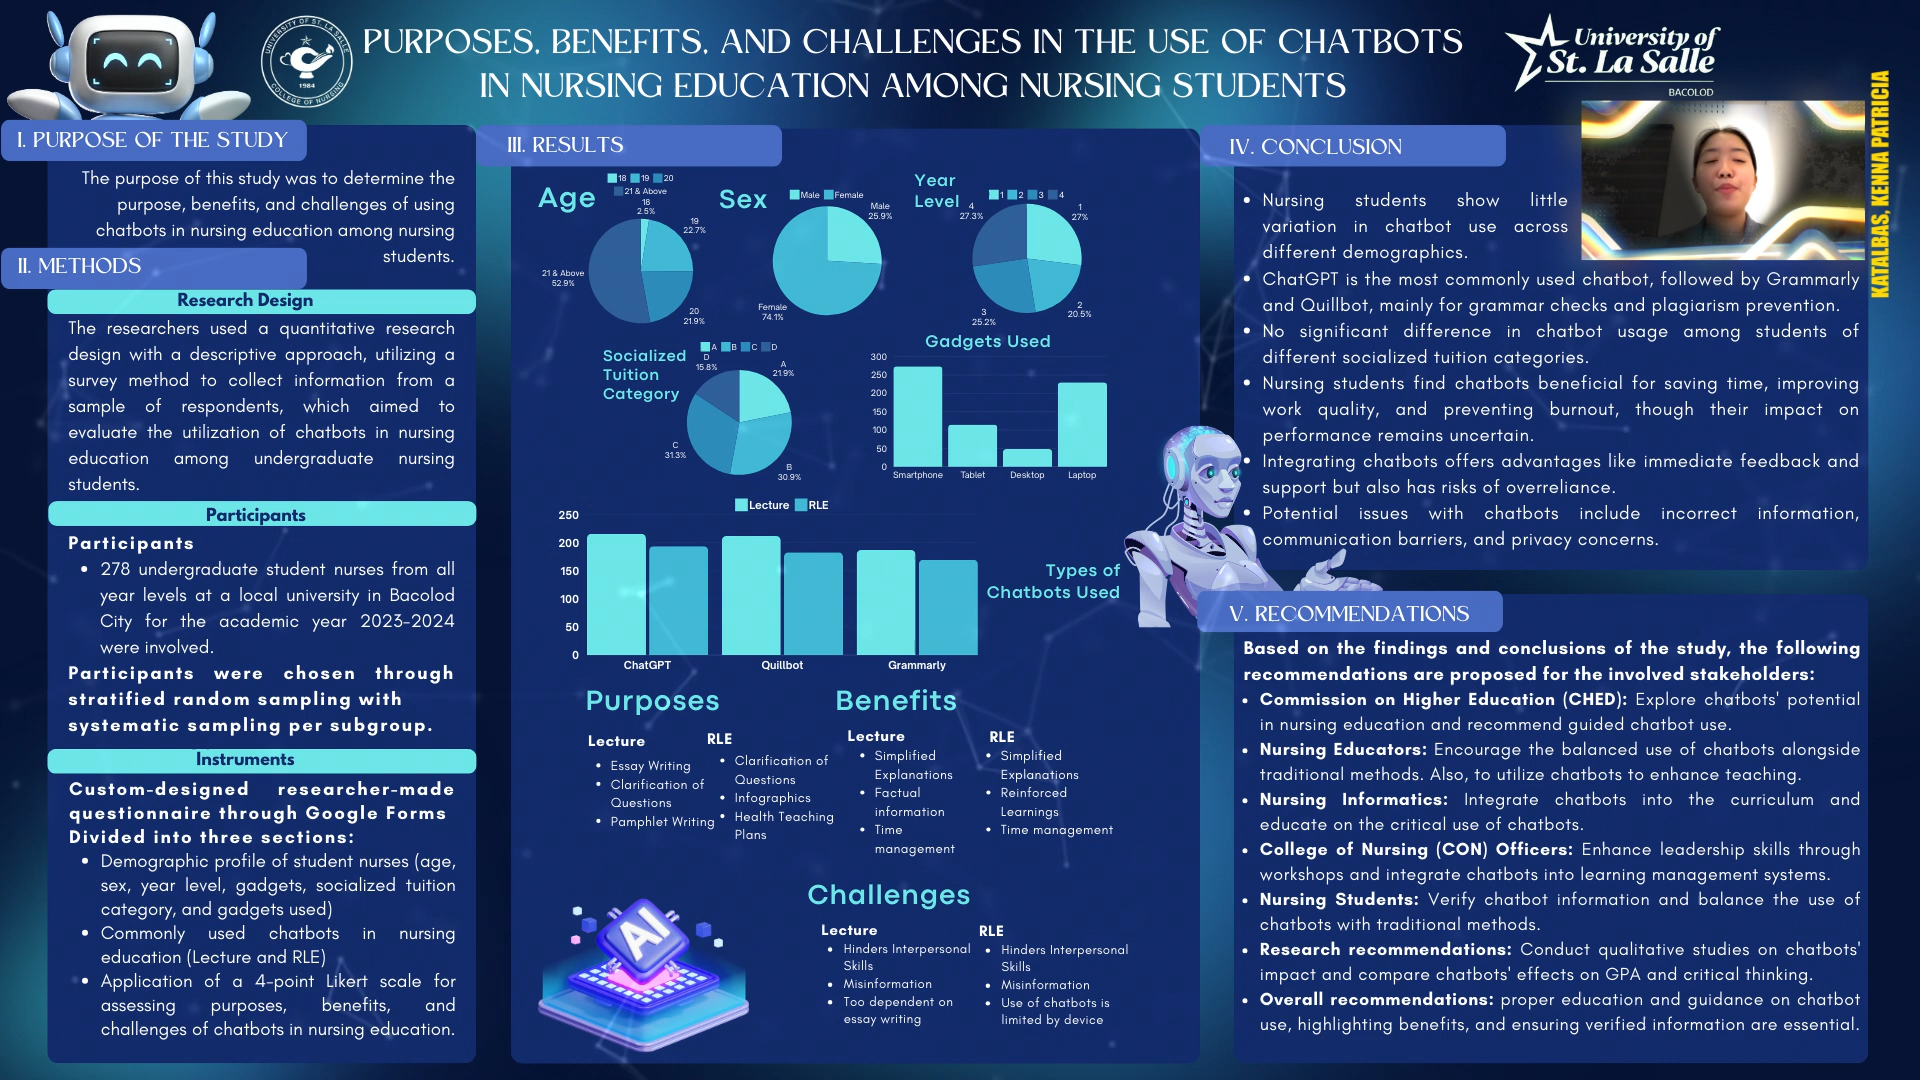 PURPOSES, BENEFITS, AND CHALLENGES IN THE USE OF CHATBOTS
IN NURSING EDUCATION AMONG NURSING STUDENTS
UNIVERSITY OF ST. LA SALLE
1984
COLLEGE OF NURSING
University of
St. La Salle
BACOLOD
KATALBAS, KENNA PATRICIA
I. PURPOSE OF THE STUDY
The purpose of this study was to determine the
purpose, benefits, and challenges of using
chatbots in nursing education among nursing
students.
II. METHODS
Research Design
The researchers used a quantitative research
design with a descriptive approach, utilizing a
survey method to collect information from a
sample of respondents, which aimed to
evaluate the utilization of chatbots in nursing
education among undergraduate nursing
students.
Participants
Participants
• 278 undergraduate student nurses from all
year levels at a local university in Bacolod
City for the academic year 2023-2024
were involved.
Participants were chosen through
stratified random sampling with
systematic sampling per subgroup.
Instruments
Custom-designed researcher-made
questionnaire through Google Forms
Divided into three sections:
• Demographic profile of student nurses (age,
sex, year level, gadgets, socialized tuition
category, and gadgets used)
• Commonly used chatbots in nursing
education (Lecture and RLE)
• Application of a 4-point Likert scale for
assessing purposes, benefits, and
challenges of chatbots in nursing education.
III. RESULTS
Age
18 19 20
21 & Above
18
2.5%
19
22.7%
21 & Above
52.9%
20
21.9%
Sex
Male Female
Male
25.9%
Female
74.1%
Year
Level
1 2 3 4
4
27.3%
1
27%
3
25.2%
2
20.5%
Socialized
Tuition
Category
A B C D
D
15.8%
A
21.9%
C
31.3%
B
30.9%
Gadgets Used
300
250
200
150
100
50
0
Smartphone Tablet Desktop Laptop
Lecture RLE
250
200
150
100
50
0
ChatGPT Quillbot Grammarly
Types of
Chatbots Used
Purposes
Lecture
• Essay Writing
• Clarification of
Questions
• Pamphlet Writing
RLE
• Clarification of
Questions
• Infographics
• Health Teaching
Plans
Benefits
Lecture
• Simplified
Explanations
• Factual
information
• Time
management
RLE
• Simplified
Explanations
• Reinforced
Learnings
• Time management
AI
Challenges
Lecture
• Hinders Interpersonal
Skills
• Misinformation
• Too dependent on
essay writing
RLE
• Hinders Interpersonal
Skills
• Misinformation
• Use of chatbots is
limited by device
IV. CONCLUSION
• Nursing students show little
variation in chatbot use across
different demographics.
• ChatGPT is the most commonly used chatbot, followed by Grammarly
and Quillbot, mainly for grammar checks and plagiarism prevention.
• No significant difference in chatbot usage among students of
different socialized tuition categories.
• Nursing students find chatbots beneficial for saving time, improving
work quality, and preventing burnout, though their impact on
performance remains uncertain.
• Integrating chatbots offers advantages like immediate feedback and
support but also has risks of overreliance.
• Potential issues with chatbots include incorrect information,
communication barriers, and privacy concerns.
V. RECOMMENDATIONS
Based on the findings and conclusions of the study, the following
recommendations are proposed for the involved stakeholders:
• Commission on Higher Education (CHED): Explore chatbots' potential
in nursing education and recommend guided chatbot use.
• Nursing Educators: Encourage the balanced use of chatbots alongside
traditional methods. Also, to utilize chatbots to enhance teaching.
• Nursing Informatics: Integrate chatbots into the curriculum and
educate on the critical use of chatbots.
• College of Nursing (CON) Officers: Enhance leadership skills through
workshops and integrate chatbots into learning management systems.
• Nursing Students: Verify chatbot information and balance the use of
chatbots with traditional methods.
• Research recommendations: Conduct qualitative studies on chatbots'
impact and compare chatbots' effects on GPA and critical thinking.
• Overall recommendations: proper education and guidance on chatbot
use, highlighting benefits, and ensuring verified information are essential.